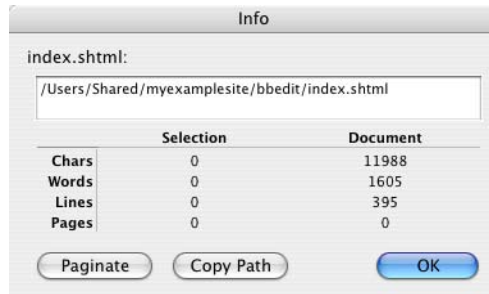 Info
index.shtml:
/Users/Shared/myexamplesite/bbedit/index.shtml
Selection Document
Chars 0 11988
Words 0 1605
Lines 0 395
Pages 0 0
Paginate Copy Path OK